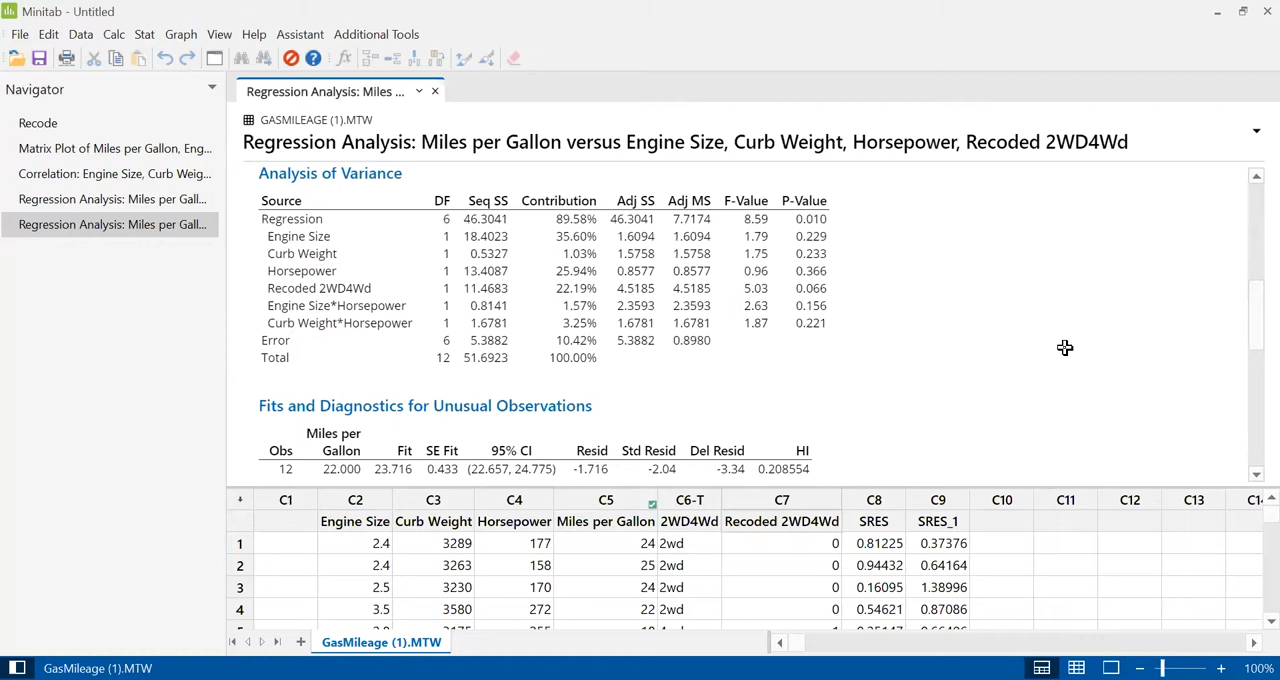 Minitab - Untitled
File Edit Data Calc Stat Graph View Help Assistant Additional Tools
Navigator
Recode
Matrix Plot of Miles per Gallon, Eng...
Correlation: Engine Size, Curb Weig...
Regression Analysis: Miles per Gall...
Regression Analysis: Miles per Gall...
Regression Analysis: Miles ...
GASMILEAGE (1).MTW
Regression Analysis: Miles per Gallon versus Engine Size, Curb Weight, Horsepower, Recoded 2WD4Wd
Analysis of Variance
Source DF Seq SS Contribution Adj SS Adj MS F-Value P-Value
Regression 6 46.3041 89.58% 46.3041 7.7174 8.59 0.010
Engine Size 1 18.4023 35.60% 1.6094 1.6094 1.79 0.229
Curb Weight 1 0.5327 1.03% 1.5758 1.5758 1.75 0.233
Horsepower 1 13.4087 25.94% 0.8577 0.8577 0.96 0.366
Recoded 2WD4Wd 1 11.4683 22.19% 4.5185 4.5185 5.03 0.066
Engine Size*Horsepower 1 0.8141 1.57% 2.3593 2.3593 2.63 0.156
Curb Weight*Horsepower 1 1.6781 3.25% 1.6781 1.6781 1.87 0.221
Error 6 5.3882 10.42% 5.3882 0.8980
Total 12 51.6923 100.00%
Fits and Diagnostics for Unusual Observations
Miles per
Obs Gallon Fit SE Fit 95% CI Resid Std Resid Del Resid HI
12 22.000 23.716 0.433 (22.657, 24.775) -1.716 -2.04 -3.34 0.208554
C1 C2 C3 C4 C5 C6-T C7 C8 C9 C10 C11 C12 C13 C14
Engine Size Curb Weight Horsepower Miles per Gallon 2WD4Wd Recoded 2WD4Wd SRES SRES_1
1 2.4 3289 177 24 2wd 0 0.81225 0.37376
2 2.4 3263 158 25 2wd 0 0.94432 0.64164
3 2.5 3230 170 24 2wd 0 0.16095 1.38996
4 3.5 3580 272 22 2wd 0 0.54621 0.87086
GasMileage (1).MTW
GasMileage (1).MTW
100%